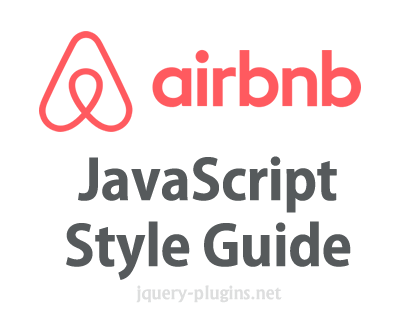 airbnb
JavaScript
Style Guide
jquery-plugins.net